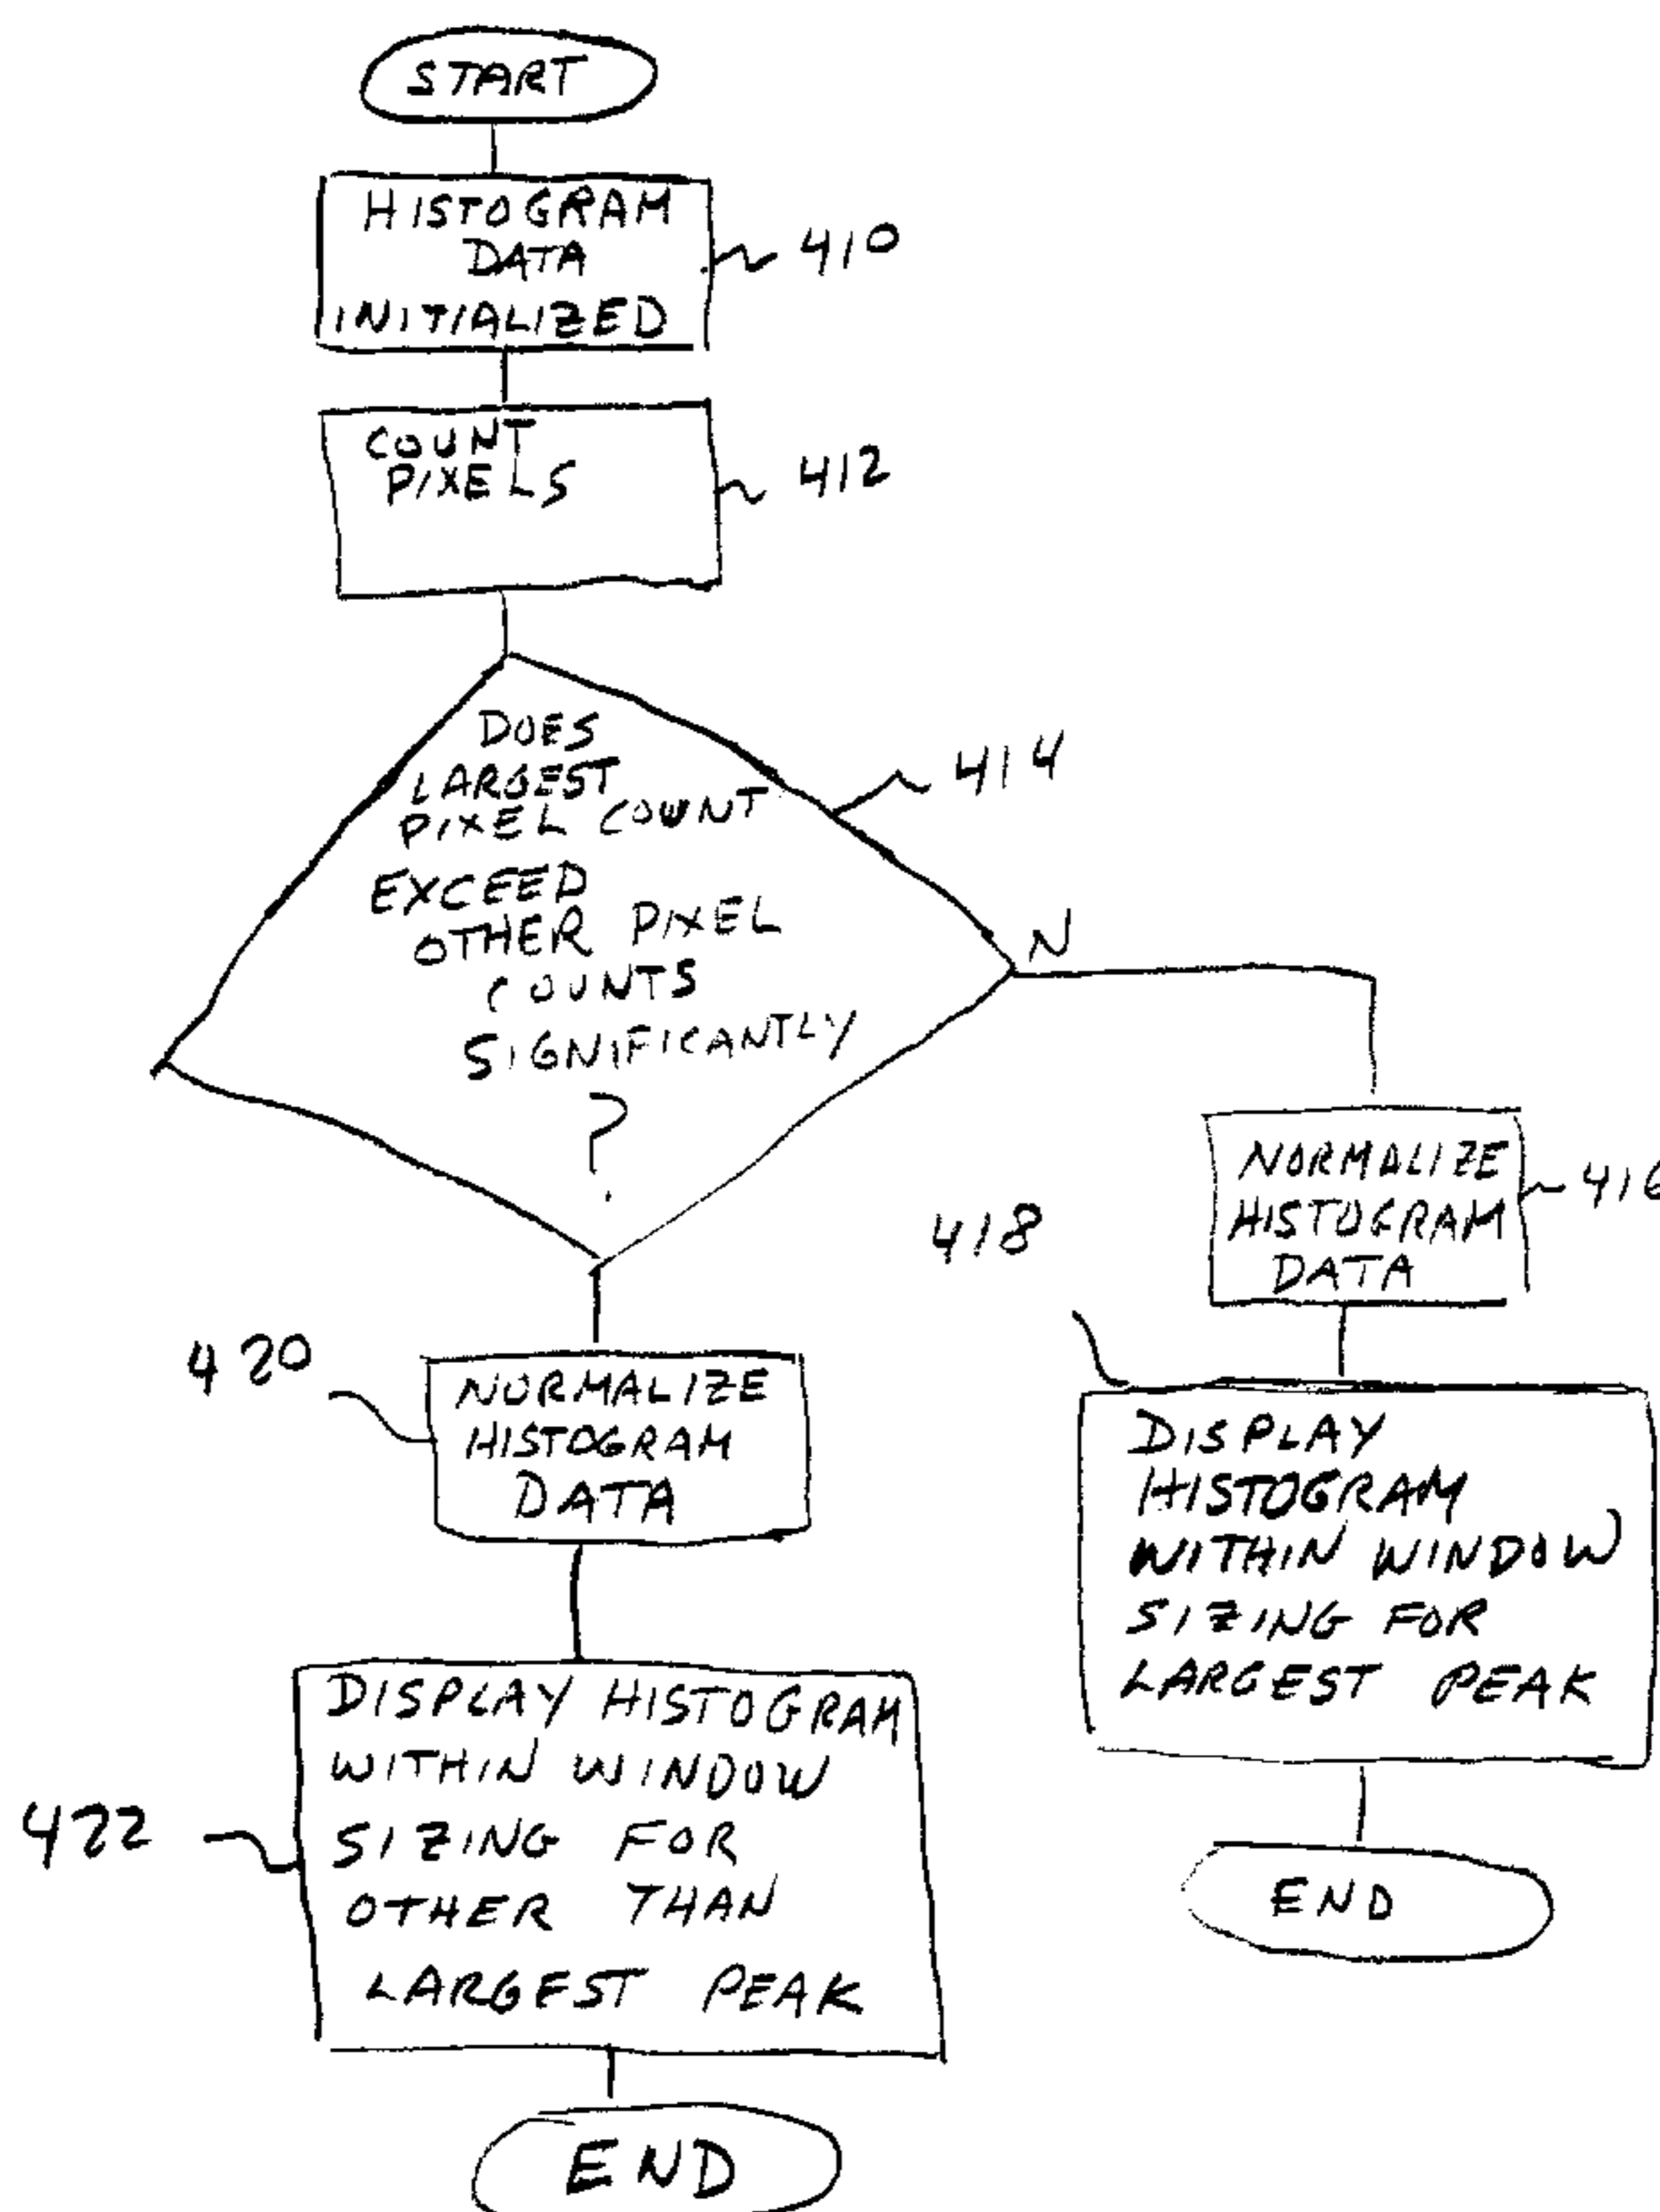 START
HISTOGRAM
DATA
INITIALIZED
410
COUNT
PIXELS
412
DOES
LARGEST
PIXEL COUNT
EXCEED
OTHER PIXEL
COUNTS
SIGNIFICANTLY
?
414
N
NORMALIZE
HISTOGRAM
DATA
416
418
DISPLAY
HISTOGRAM
WITHIN WINDOW
SIZING FOR
LARGEST PEAK
END
420
NORMALIZE
HISTOGRAM
DATA
422
DISPLAY HISTOGRAM
WITHIN WINDOW
SIZING FOR
OTHER THAN
LARGEST PEAK
END